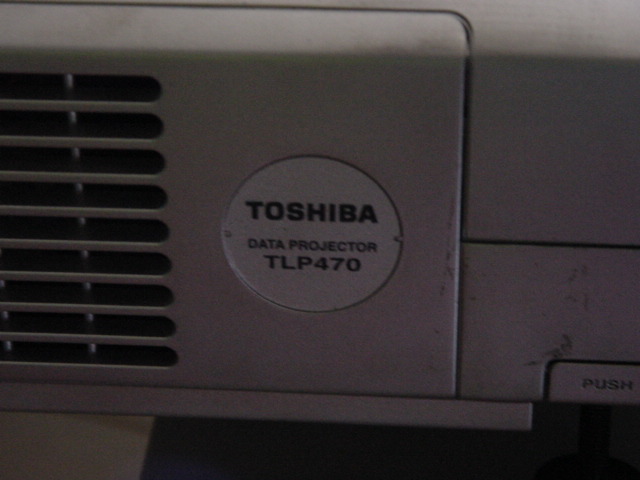 TOSHIBA
DATA PROJECTOR
TLP470
PUSH